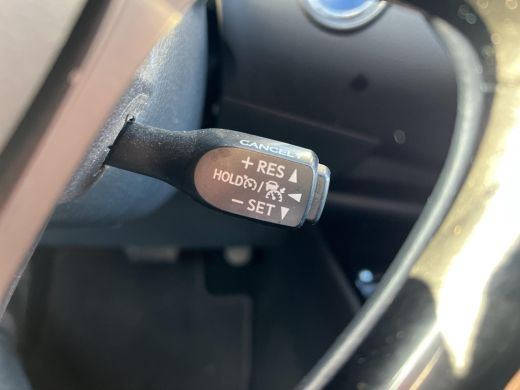 CANCEL
+ RES ▲
HOLD / ◀
− SET ▼